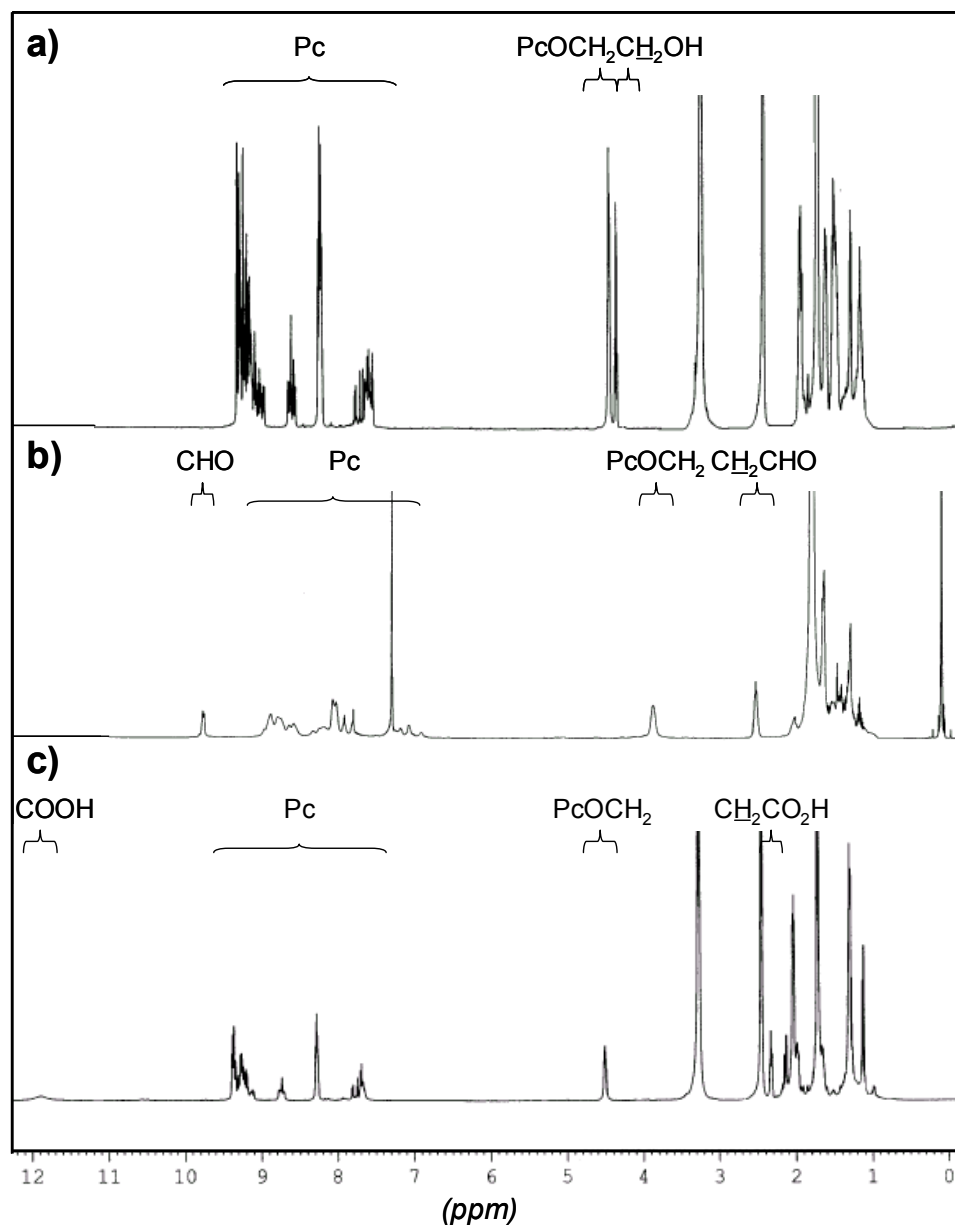 a)
Pc
PcOCH₂CH₂OH
b)
CHO
Pc
PcOCH₂ CH₂CHO
c)
COOH
Pc
PcOCH₂
CH₂CO₂H
12 11 10 9 8 7 6 5 4 3 2 1 0
(ppm)